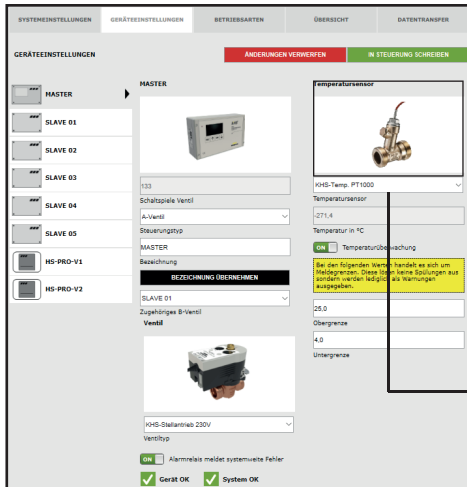 SYSTEMEINSTELLUNGEN
GERÄTEEINSTELLUNGEN
BETRIEBSARTEN
ÜBERSICHT
DATENTRANSFER
GERÄTEEINSTELLUNGEN
ÄNDERUNGEN VERWERFEN
IN STEUERUNG SCHREIBEN
MASTER
SLAVE 01
SLAVE 02
SLAVE 03
SLAVE 04
SLAVE 05
HS-PRO-V1
HS-PRO-V2
MASTER
133
Schaltspiele Ventil
A-Ventil
Steuerungstyp
MASTER
Bezeichnung
BEZEICHNUNG ÜBERNEHMEN
SLAVE 01
Zugehöriges B-Ventil
Ventil
KHS-Stellantrieb 230V
Ventiltyp
ON Alarmrelais meldet systemweite Fehler
Gerät OK System OK
Temperatursensor
KHS-Temp. PT1000
Temperatursensor
-271,4
Temperatur in °C
ON Temperaturüberwachung
Bei den folgenden Werten handelt es sich um
Meldegrenzen. Diese lösen keine Spülungen aus
sondern werden lediglich als Warnungen
ausgegeben.
25,0
Obergrenze
4,0
Untergrenze